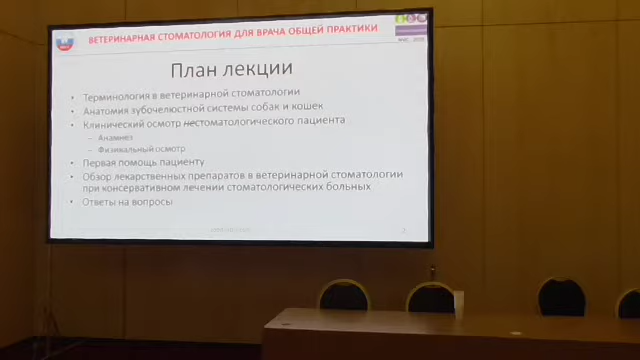 ВЕТЕРИНАРНАЯ СТОМАТОЛОГИЯ ДЛЯ ВРАЧА ОБЩЕЙ ПРАКТИКИ
План лекции
• Терминология в ветеринарной стоматологии
• Анатомия зубочелюстной системы собак и кошек
• Клинический осмотр нестоматологического пациента
– Анамнез
– Физикальный осмотр
• Первая помощь пациенту
• Обзор лекарственных препаратов в ветеринарной стоматологии
при консервативном лечении стоматологических больных
• Ответы на вопросы